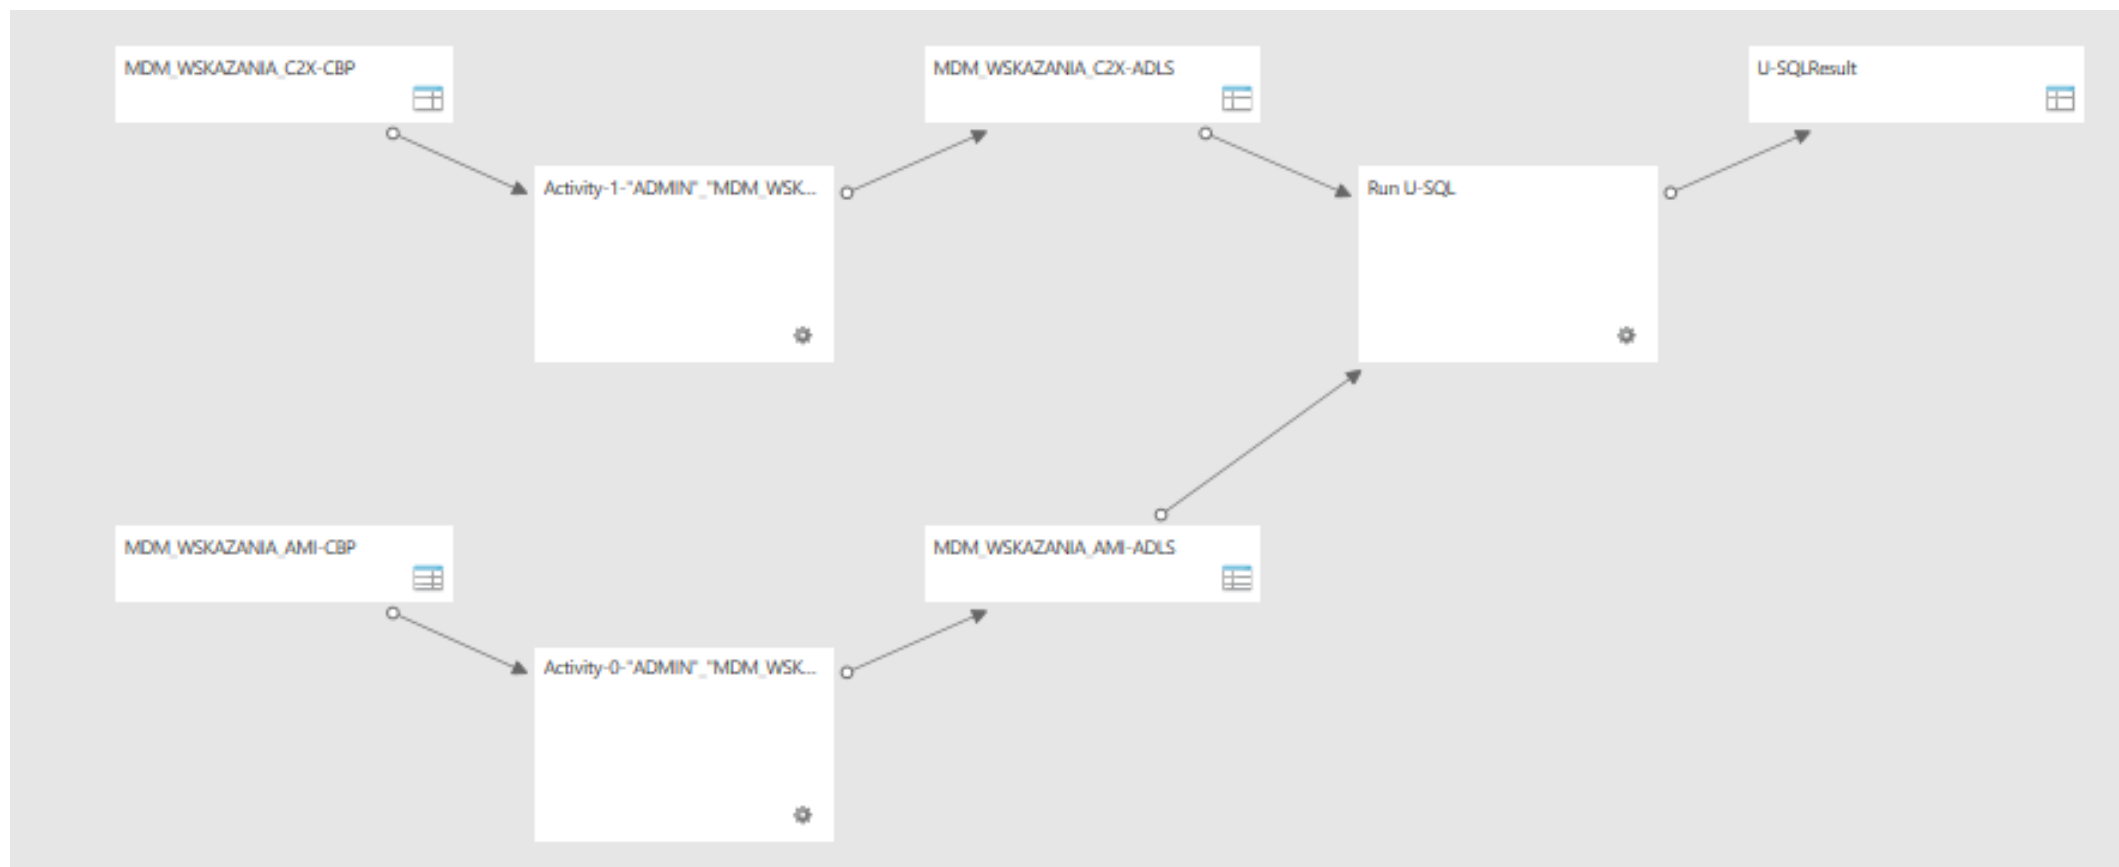 MDM_WSKAZANIA_C2X-CBP
MDM_WSKAZANIA_C2X-ADLS
U-SQLResult
Activity-1-"ADMIN"_"MDM_WSK...
Run U-SQL
MDM_WSKAZANIA_AMI-CBP
MDM_WSKAZANIA_AMI-ADLS
Activity-0-"ADMIN"_"MDM_WSK...